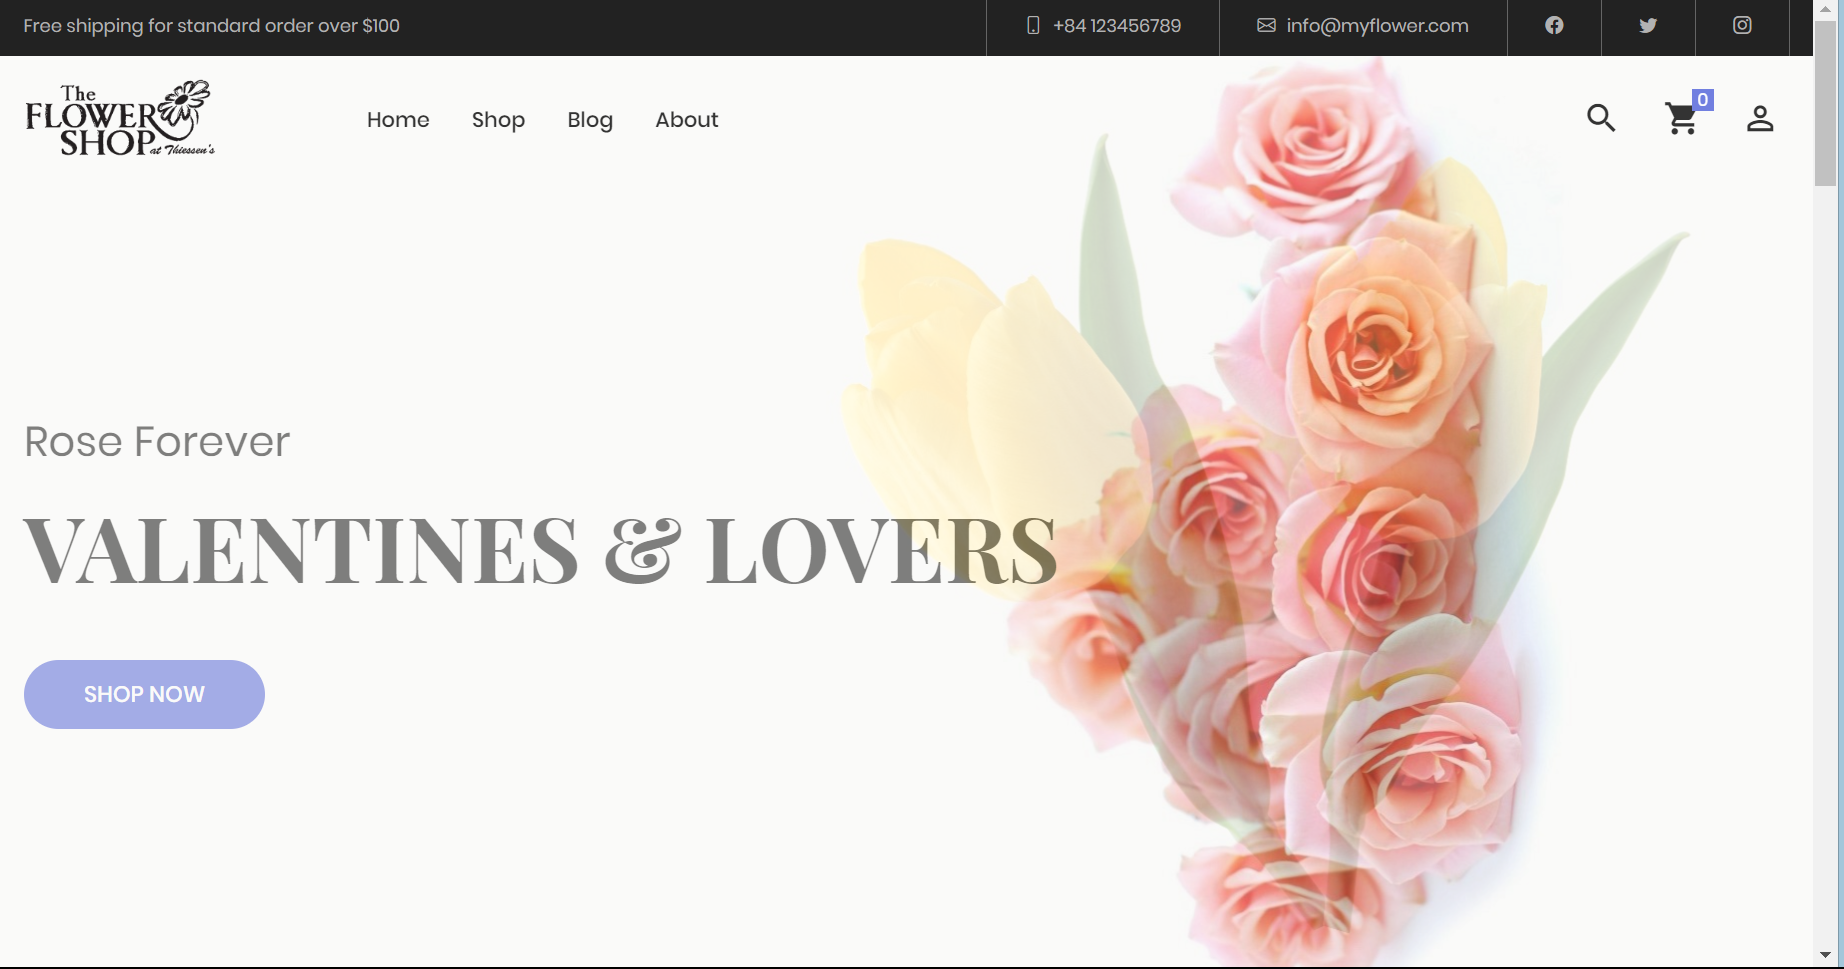 Free shipping for standard order over $100
+84 123456789
info@myflower.com
The
FLOWER
SHOP at Thiessen's
Home
Shop
Blog
About
0
Rose Forever
VALENTINES & LOVERS
SHOP NOW